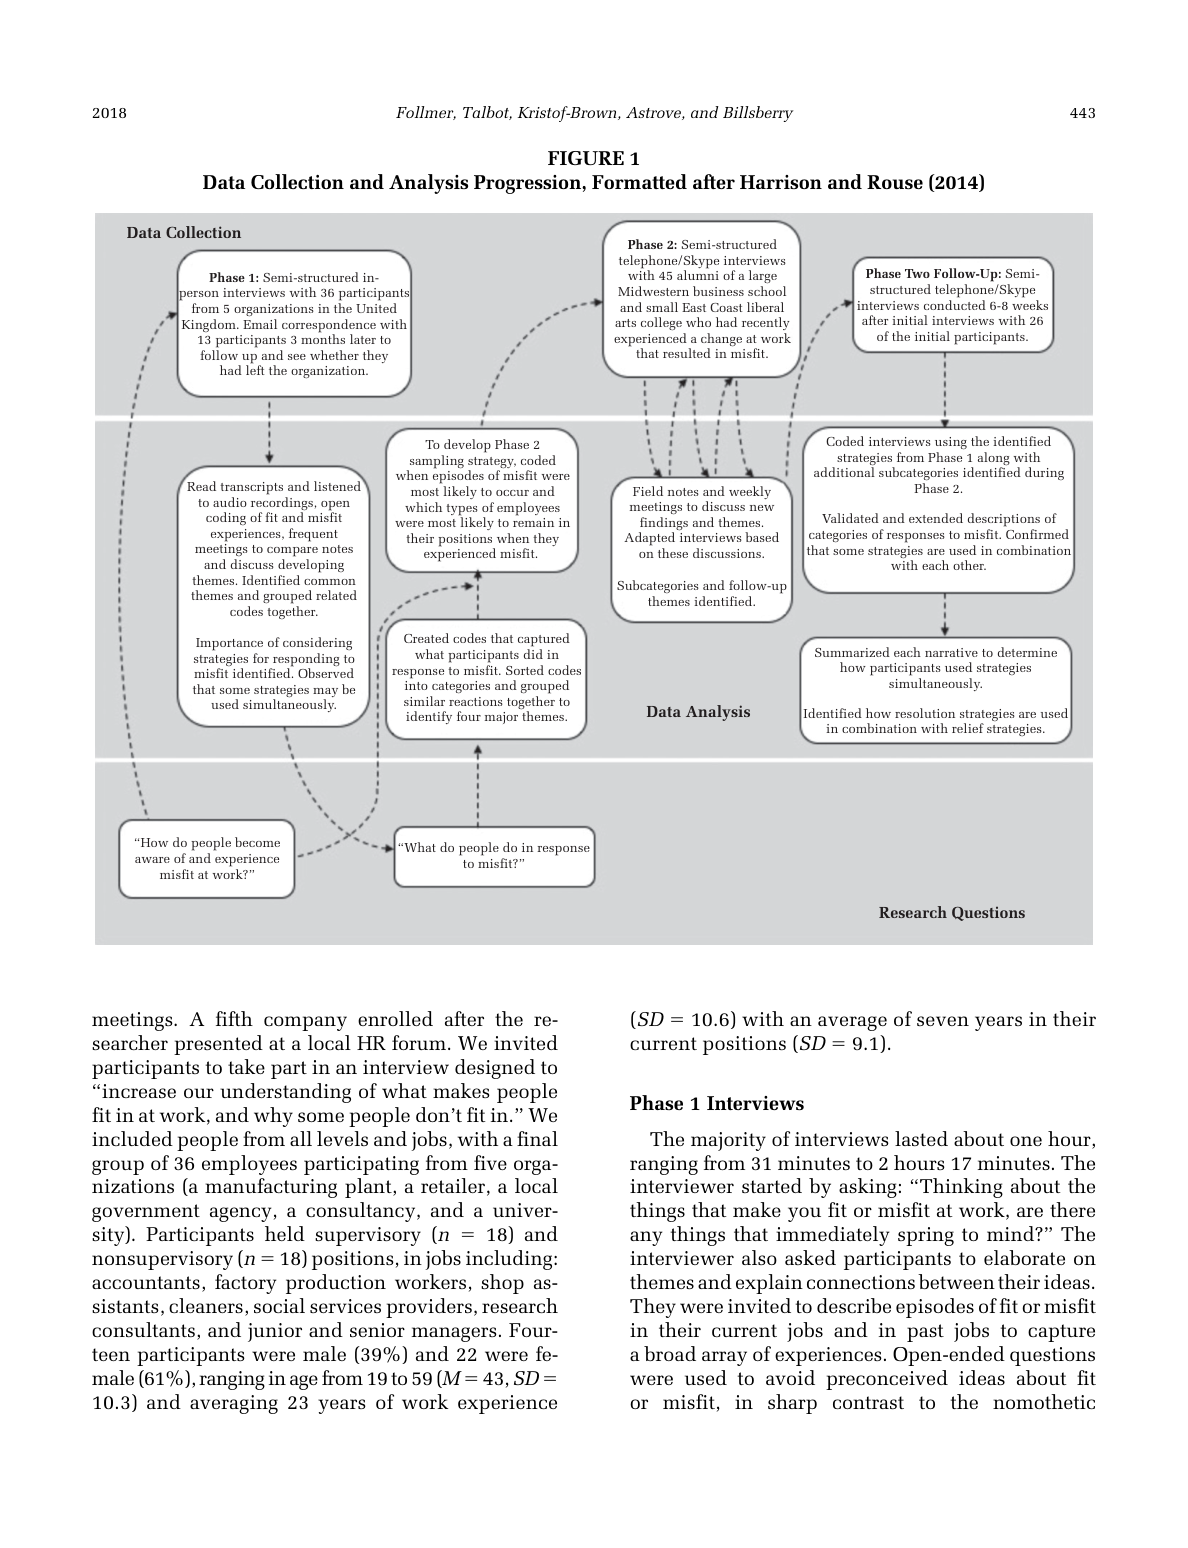 2018
Follmer, Talbot, Kristof-Brown, Astrove, and Billsberry
443
FIGURE 1
Data Collection and Analysis Progression, Formatted after Harrison and Rouse (2014)
Data Collection
Phase 1: Semi-structured in-
person interviews with 36 participants
from 5 organizations in the United
Kingdom. Email correspondence with
13 participants 3 months later to
follow up and see whether they
had left the organization.
Phase 2: Semi-structured
telephone/Skype interviews
with 45 alumni of a large
Midwestern business school
and small East Coast liberal
arts college who had recently
experienced a change at work
that resulted in misfit.
Phase Two Follow-Up: Semi-
structured telephone/Skype
interviews conducted 6-8 weeks
after initial interviews with 26
of the initial participants.
Read transcripts and listened
to audio recordings, open
coding of fit and misfit
experiences, frequent
meetings to compare notes
and discuss developing
themes. Identified common
themes and grouped related
codes together.
Importance of considering
strategies for responding to
misfit identified. Observed
that some strategies may be
used simultaneously.
To develop Phase 2
sampling strategy, coded
when episodes of misfit were
most likely to occur and
which types of employees
were most likely to remain in
their positions when they
experienced misfit.
Created codes that captured
what participants did in
response to misfit. Sorted codes
into categories and grouped
similar reactions together to
identify four major themes.
Field notes and weekly
meetings to discuss new
findings and themes.
Adapted interviews based
on these discussions.
Subcategories and follow-up
themes identified.
Coded interviews using the identified
strategies from Phase 1 along with
additional subcategories identified during
Phase 2.
Validated and extended descriptions of
categories of responses to misfit. Confirmed
that some strategies are used in combination
with each other.
Summarized each narrative to determine
how participants used strategies
simultaneously.
Identified how resolution strategies are used
in combination with relief strategies.
Data Analysis
“How do people become
aware of and experience
misfit at work?”
“What do people do in response
to misfit?”
Research Questions
meetings. A fifth company enrolled after the re-
searcher presented at a local HR forum. We invited
participants to take part in an interview designed to
“increase our understanding of what makes people
fit in at work, and why some people don’t fit in.” We
included people from all levels and jobs, with a final
group of 36 employees participating from five orga-
nizations (a manufacturing plant, a retailer, a local
government agency, a consultancy, and a univer-
sity). Participants held supervisory (n = 18) and
nonsupervisory (n = 18) positions, in jobs including:
accountants, factory production workers, shop as-
sistants, cleaners, social services providers, research
consultants, and junior and senior managers. Four-
teen participants were male (39%) and 22 were fe-
male (61%), ranging in age from 19 to 59 (M = 43, SD =
10.3) and averaging 23 years of work experience
(SD = 10.6) with an average of seven years in their
current positions (SD = 9.1).
Phase 1 Interviews
The majority of interviews lasted about one hour,
ranging from 31 minutes to 2 hours 17 minutes. The
interviewer started by asking: “Thinking about the
things that make you fit or misfit at work, are there
any things that immediately spring to mind?” The
interviewer also asked participants to elaborate on
themes and explain connections between their ideas.
They were invited to describe episodes of fit or misfit
in their current jobs and in past jobs to capture
a broad array of experiences. Open-ended questions
were used to avoid preconceived ideas about fit
or misfit, in sharp contrast to the nomothetic